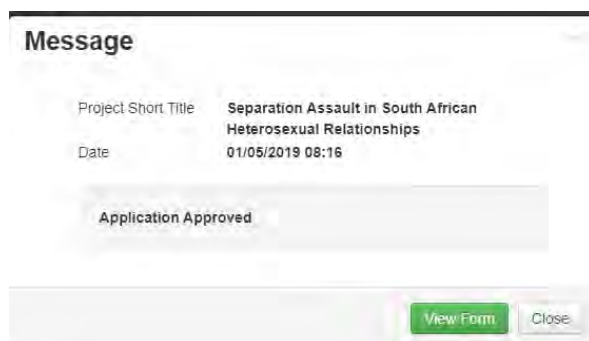 Message
Project Short Title Separation Assault in South African
Heterosexual Relationships
Date 01/05/2019 08:16
Application Approved
View Form Close